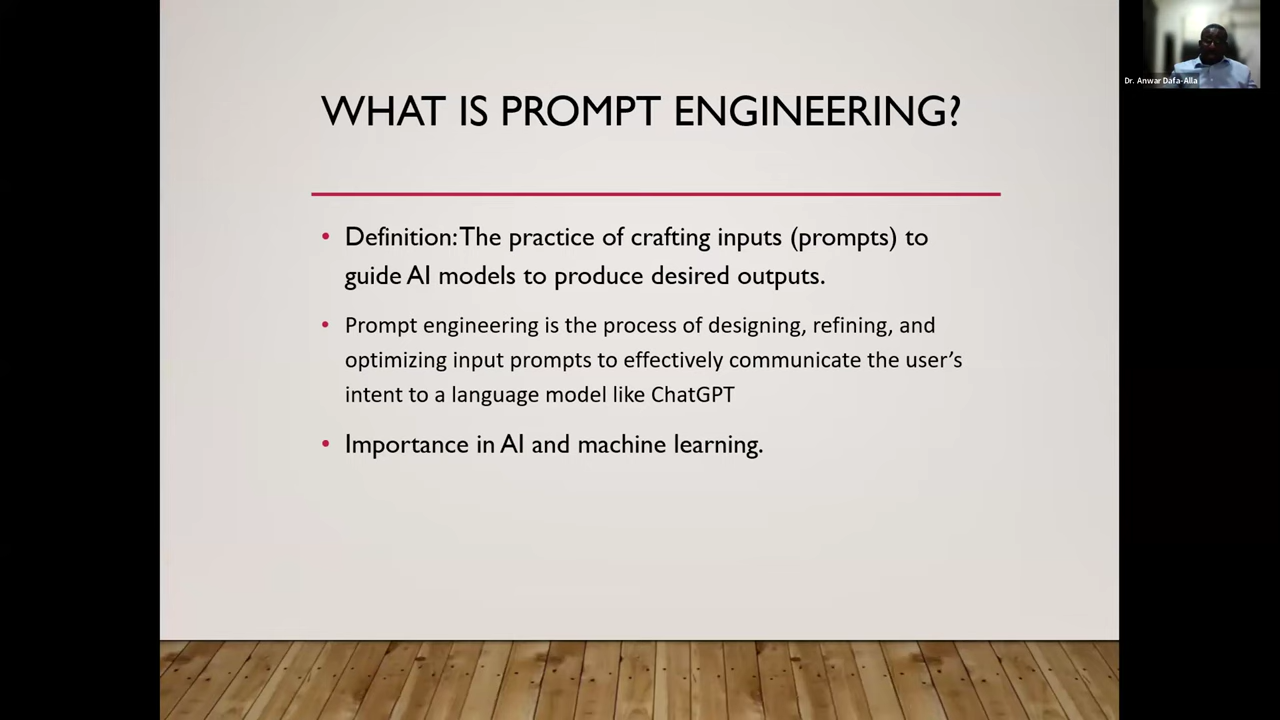 WHAT IS PROMPT ENGINEERING?
Dr. Anwar Dafa-Alla
• Definition: The practice of crafting inputs (prompts) to
guide AI models to produce desired outputs.
• Prompt engineering is the process of designing, refining, and
optimizing input prompts to effectively communicate the user’s
intent to a language model like ChatGPT
• Importance in AI and machine learning.